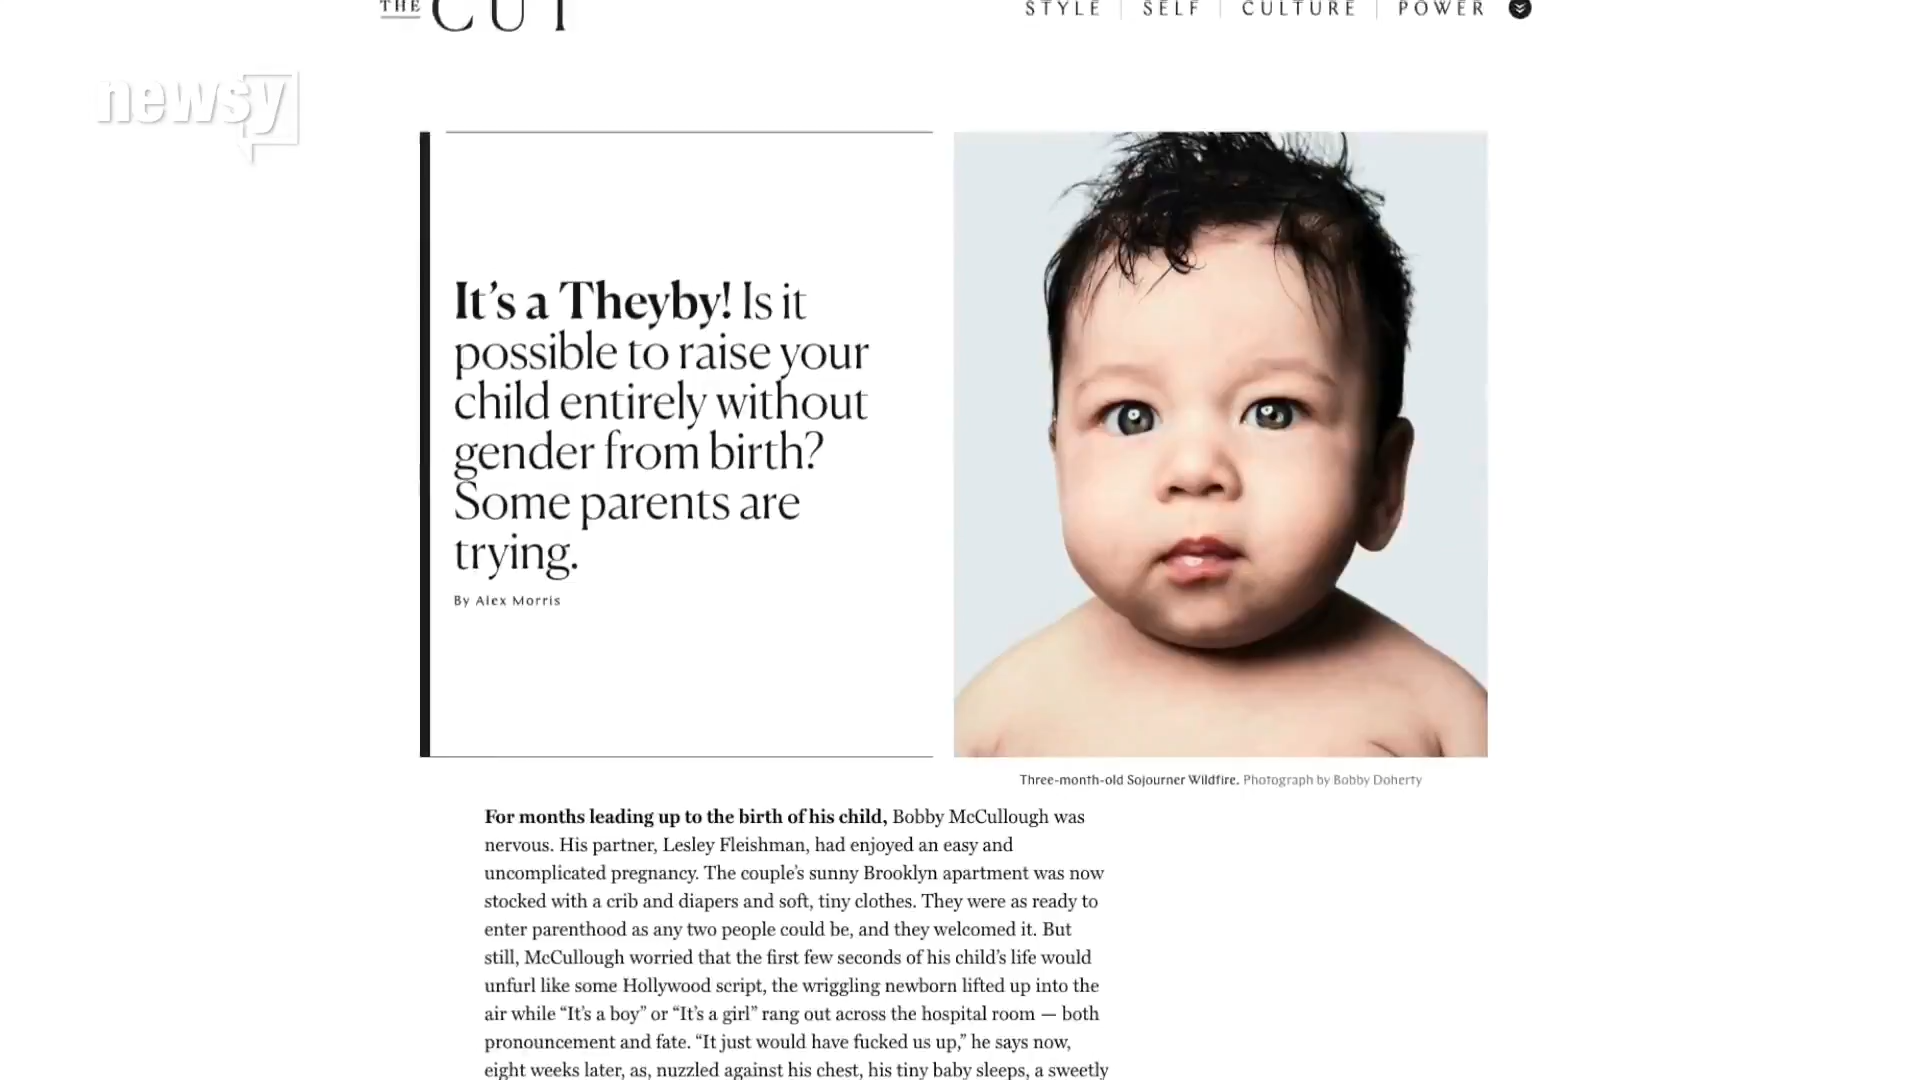 THE CUT
STYLE | SELF | CULTURE | POWER
newsy
It's a Theyby! Is it
possible to raise your
child entirely without
gender from birth?
Some parents are
trying.
By Alex Morris
Three-month-old Sojourner Wildfire. Photograph by Bobby Doherty
For months leading up to the birth of his child, Bobby McCullough was
nervous. His partner, Lesley Fleishman, had enjoyed an easy and
uncomplicated pregnancy. The couple's sunny Brooklyn apartment was now
stocked with a crib and diapers and soft, tiny clothes. They were as ready to
enter parenthood as any two people could be, and they welcomed it. But
still, McCullough worried that the first few seconds of his child's life would
unfurl like some Hollywood script, the wriggling newborn lifted up into the
air while “It's a boy” or “It's a girl” rang out across the hospital room — both
pronouncement and fate. “It just would have fucked us up,” he says now,
eight weeks later, as, nuzzled against his chest, his tiny baby sleeps, a sweetly